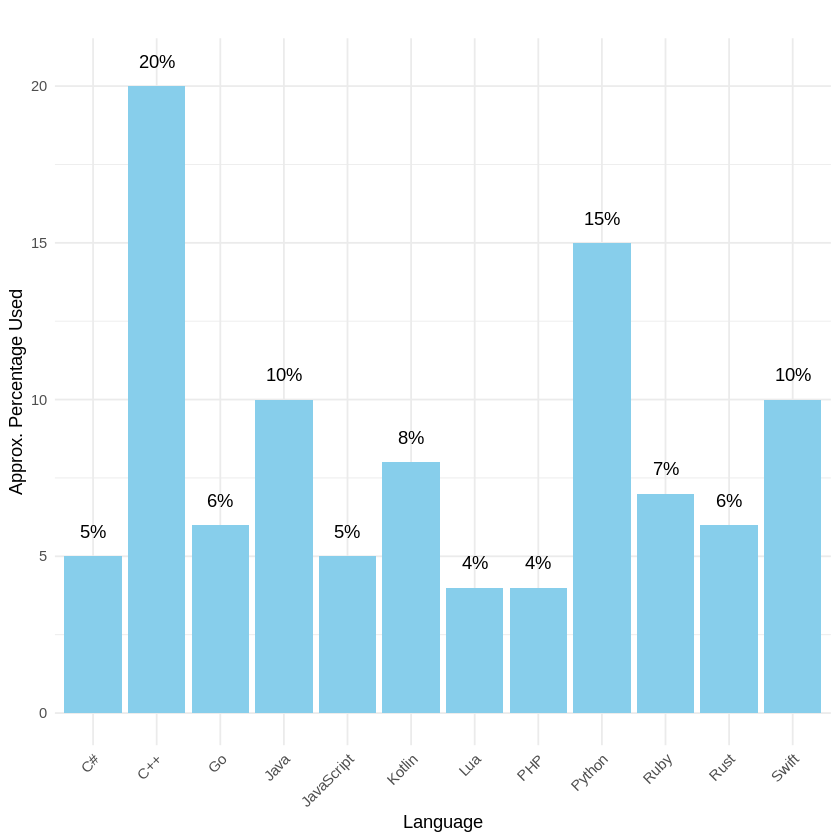 20%
15%
10%
10%
8%
7%
6%
6%
5%
5%
4%
4%
20
15
10
5
0
Approx. Percentage Used
C#
C++
Go
Java
JavaScript
Kotlin
Lua
PHP
Python
Ruby
Rust
Swift
Language